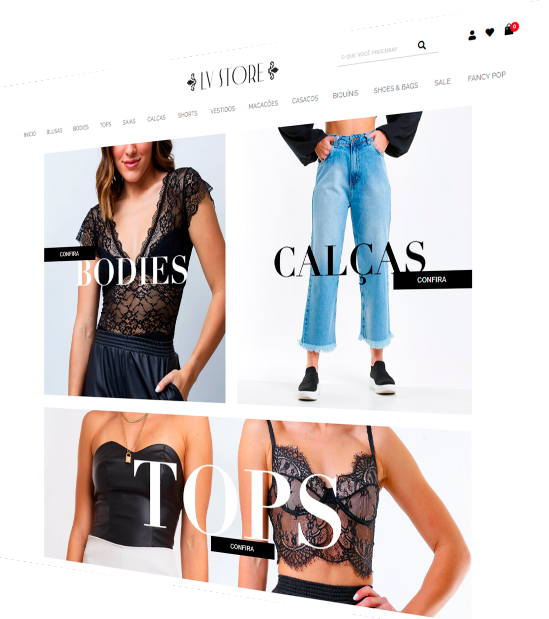 LV STORE
O QUE VOCÊ PROCURA?
0
INÍCIO BLUSAS BODIES TOPS SAIAS CALÇAS SHORTS VESTIDOS MACACÕES CASACOS BIQUÍNIS SHOES & BAGS SALE FANCY POP
CONFIRA
BODIES
CALÇAS
CONFIRA
TOPS
CONFIRA